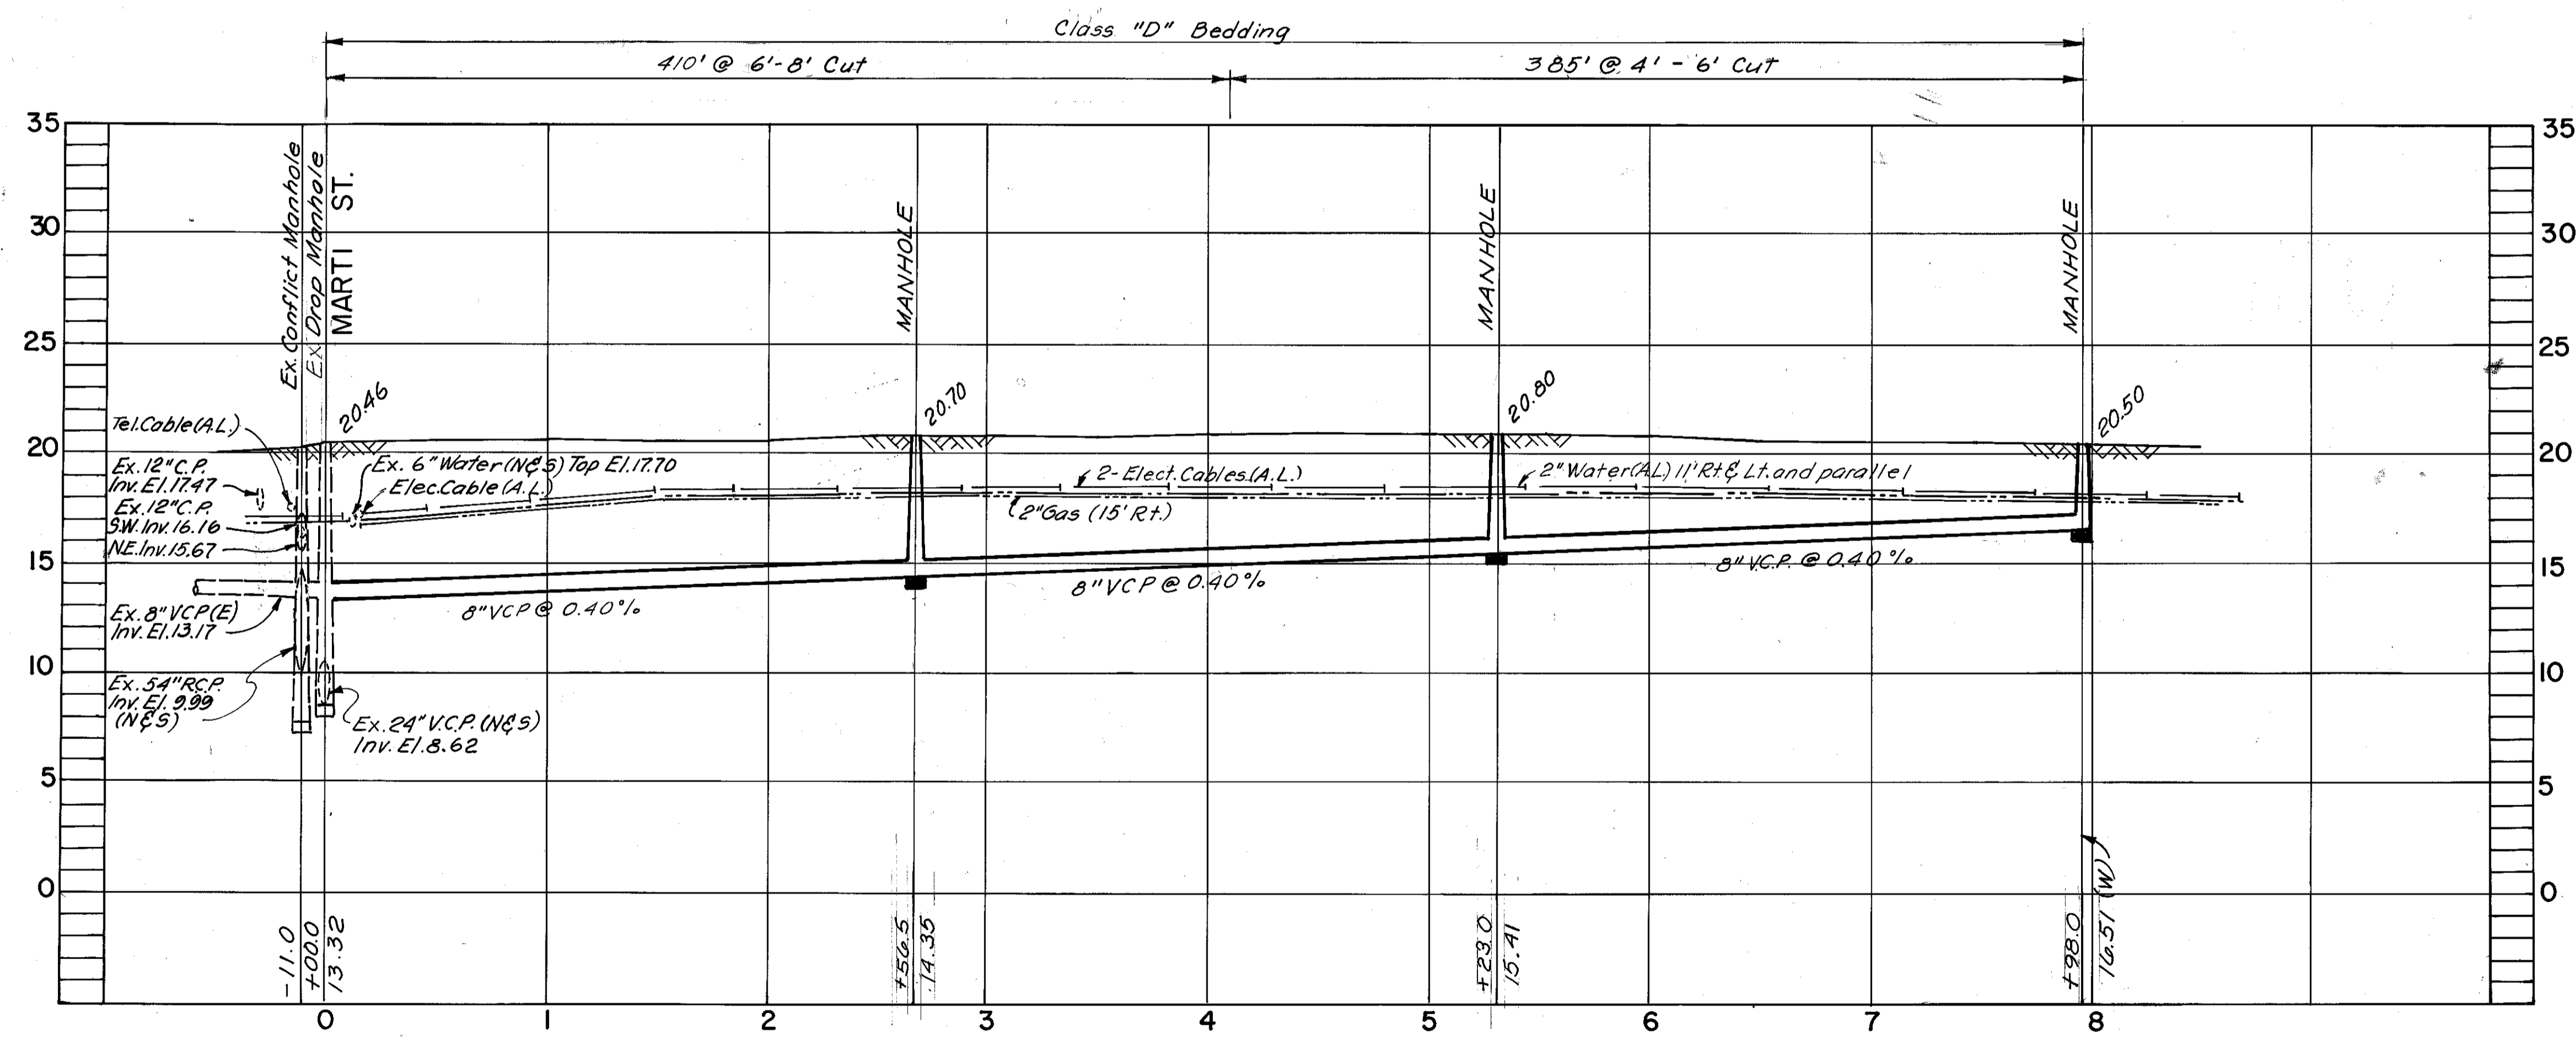 Class "D" Bedding
410' @ 6'-8' Cut
385' @ 4' - 6' Cut
35
35
30
30
25
25
20
20
15
15
10
10
5
5
0
0
Ex. Conflict Manhole
Ex. Drop Manhole
MARTI ST.
MANHOLE
MANHOLE
MANHOLE
20.46
20.70
20.80
20.50
Tel.Cable(A.L.)
Ex. 12" C.P.
Inv. El. 17.47
Ex. 12" C.P.
S.W. Inv. 16.16
N.E. Inv. 15.67
Ex. 8" VCP (E)
Inv. El. 13.17
Ex. 54" R.C.P.
Inv. El. 9.99
(N&S)
Ex. 6" Water (N&S) Top El. 17.70
Elec. Cable (A.L.)
2-Elect. Cables. (A.L.)
2" Water (A.L.) 11' Rt & Lt. and parallel
2" Gas (15' Rt.)
8" VCP @ 0.40%
8" VCP @ 0.40%
8" V.C.P. @ 0.40%
Ex. 24" V.C.P. (N&S)
Inv. El. 8.62
-11.0
+00.0
13.32
+56.5
14.35
+23.0
15.41
+98.0
16.51 (W)
0
1
2
3
4
5
6
7
8